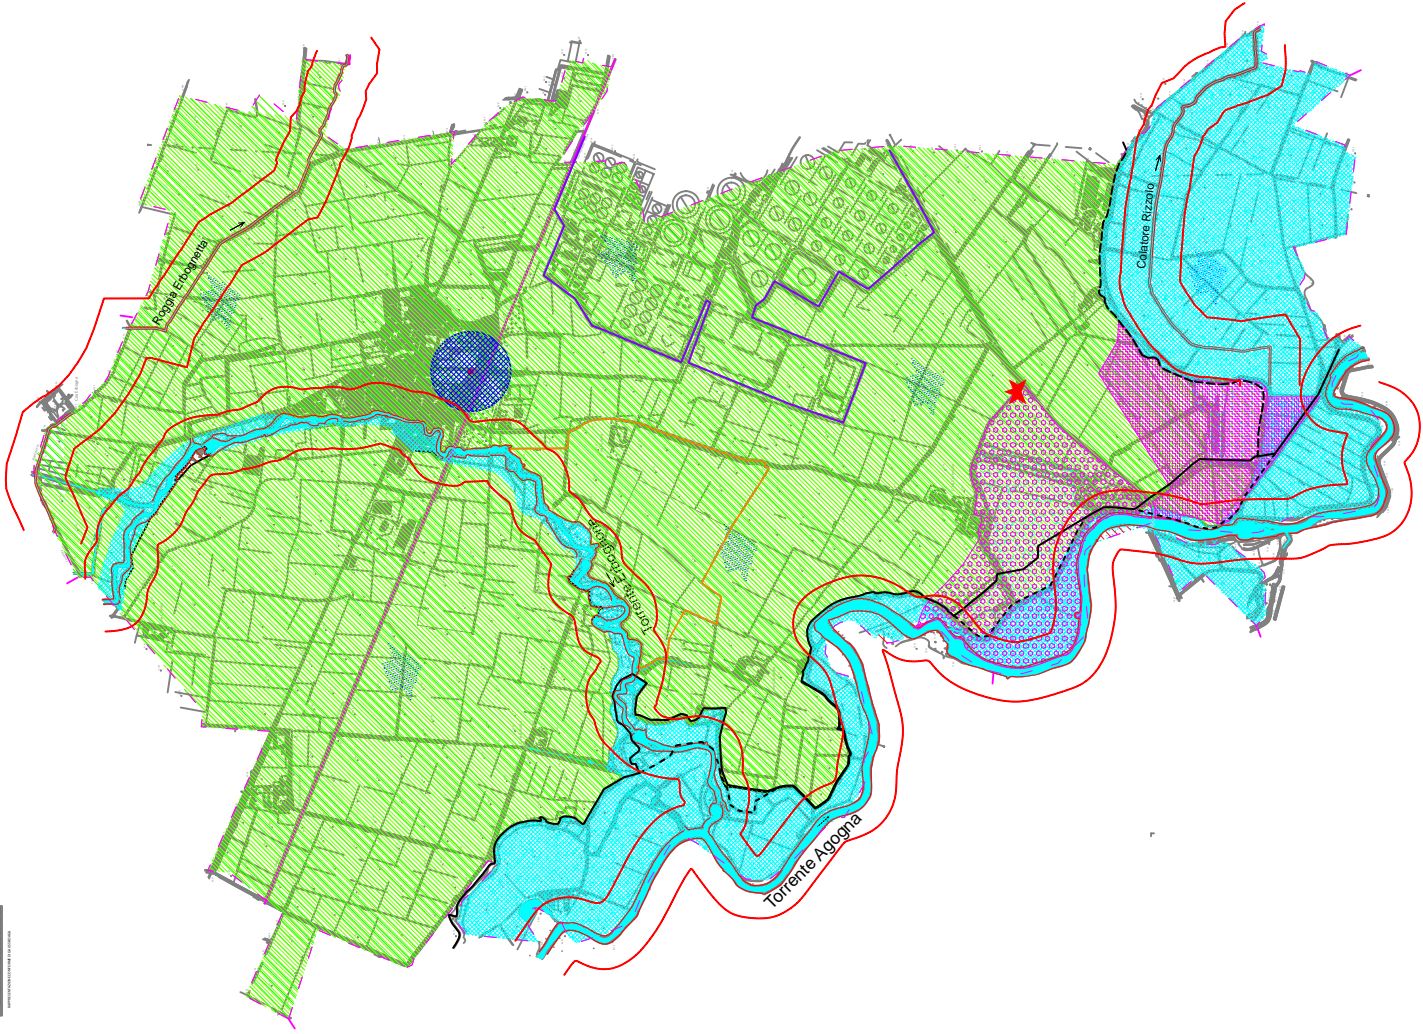 Colatore Rizzolo
Roggia Erbognetta
Torrente Erbognone
Torrente Agogna